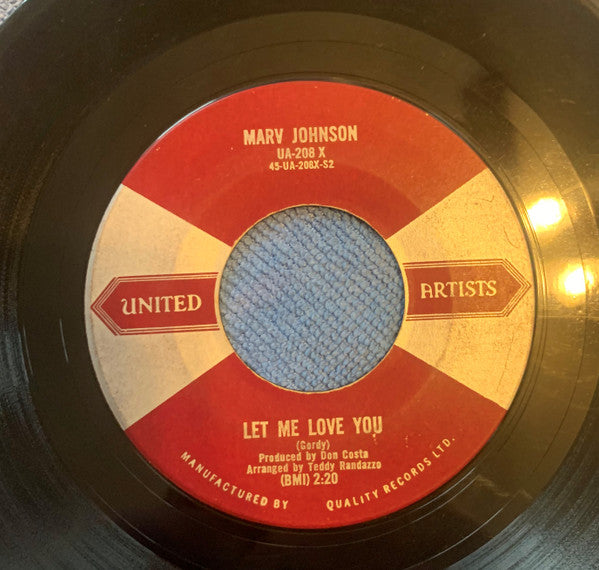 MARV JOHNSON
UA-208 X
45-UA-208X-S2
UNITED ARTISTS
LET ME LOVE YOU
(Gordy)
Produced by Don Costa
Arranged by Teddy Randazzo
(BMI) 2:20
MANUFACTURED BY QUALITY RECORDS LTD.